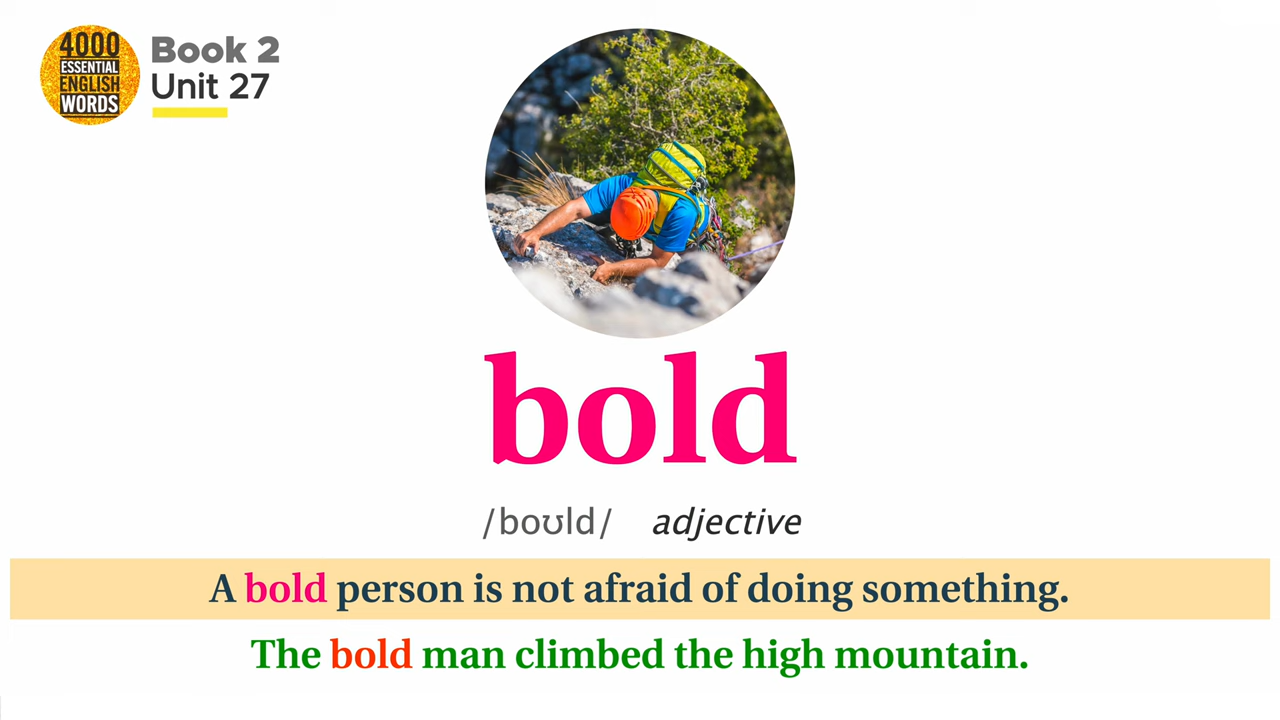 4000
ESSENTIAL
ENGLISH
WORDS
Book 2
Unit 27
bold
/boʊld/ adjective
A bold person is not afraid of doing something.
The bold man climbed the high mountain.